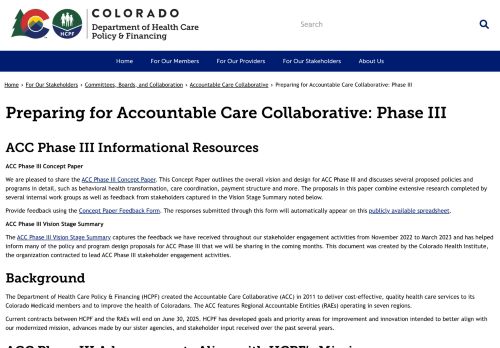 COLORADO
Department of Health Care
Policy & Financing
HCPF
Search
Home
For Our Members
For Our Providers
For Our Stakeholders
About Us
Home › For Our Stakeholders › Committees, Boards, and Collaboration › Accountable Care Collaborative › Preparing for Accountable Care Collaborative: Phase III
Preparing for Accountable Care Collaborative: Phase III
ACC Phase III Informational Resources
ACC Phase III Concept Paper
We are pleased to share the ACC Phase III Concept Paper. This Concept Paper outlines the overall vision and design for ACC Phase III and discusses several proposed policies and
programs in detail, such as behavioral health transformation, care coordination, payment structure and more. The proposals in this paper combine extensive research completed by
several internal work groups as well as feedback from stakeholders captured in the Vision Stage Summary noted below.
Provide feedback using the Concept Paper Feedback Form. The responses submitted through this form will automatically appear on this publicly available spreadsheet.
ACC Phase III Vision Stage Summary
The ACC Phase III Vision Stage Summary captures the feedback we have received throughout our stakeholder engagement activities from November 2022 to March 2023 and has helped
inform many of the policy and program design proposals for ACC Phase III that we will be sharing in the coming months. This document was created by the Colorado Health Institute,
the organization contracted to lead ACC Phase III stakeholder engagement activities.
Background
The Department of Health Care Policy & Financing (HCPF) created the Accountable Care Collaborative (ACC) in 2011 to deliver cost-effective, quality health care services to its
Colorado Medicaid members and to improve the health of Coloradans. The ACC features Regional Accountable Entities (RAEs) operating in seven regions.
Current contracts between HCPF and the RAEs will end on June 30, 2025. HCPF has developed goals and priority areas for improvement and innovation intended to better align with
our modernized mission, advances made by our sister agencies, and stakeholder input received over the past several years.